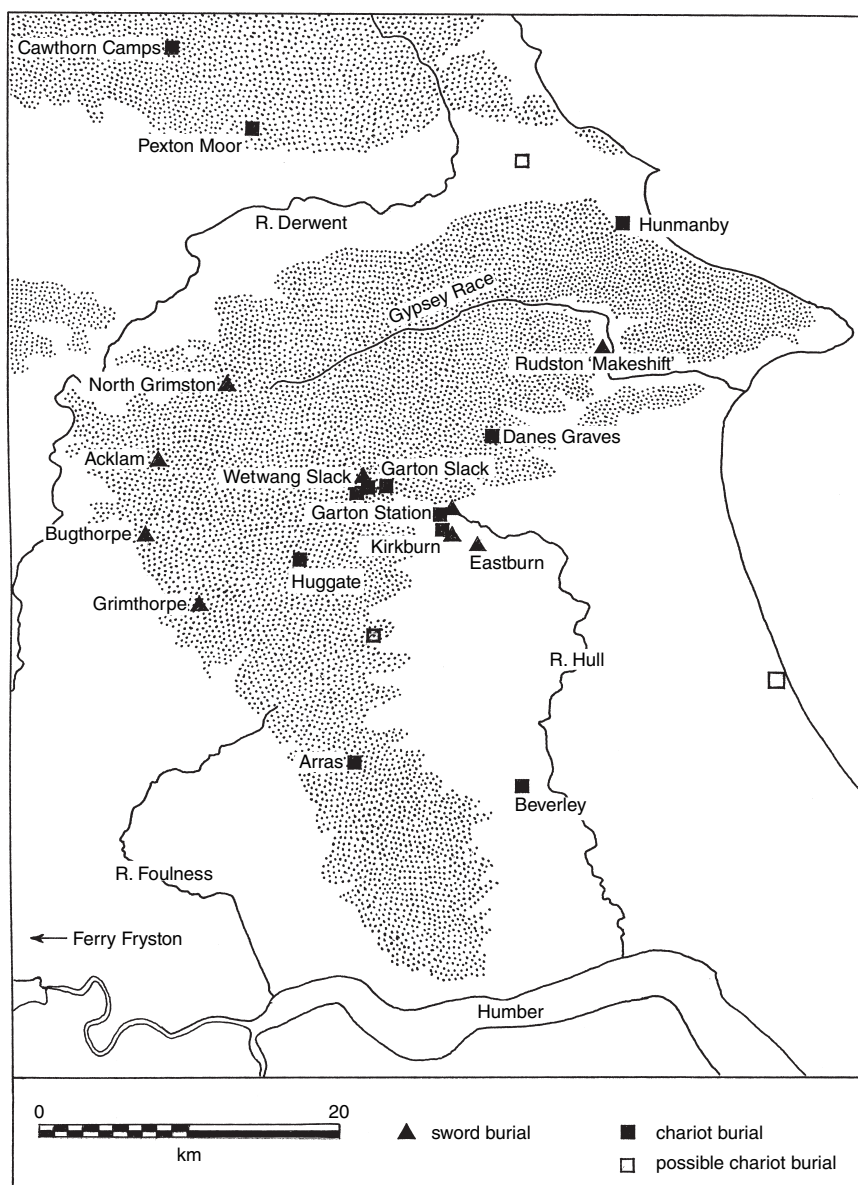 Cawthorn Camps
Pexton Moor
R. Derwent
Hunmanby
Gypsey Race
Rudston 'Makeshift'
North Grimston
Danes Graves
Acklam
Wetwang Slack
Garton Slack
Garton Station
Bugthorpe
Kirkburn
Eastburn
Huggate
Grimthorpe
R. Hull
Arras
Beverley
R. Foulness
Ferry Fryston
Humber
0 20
km
sword burial
chariot burial
possible chariot burial